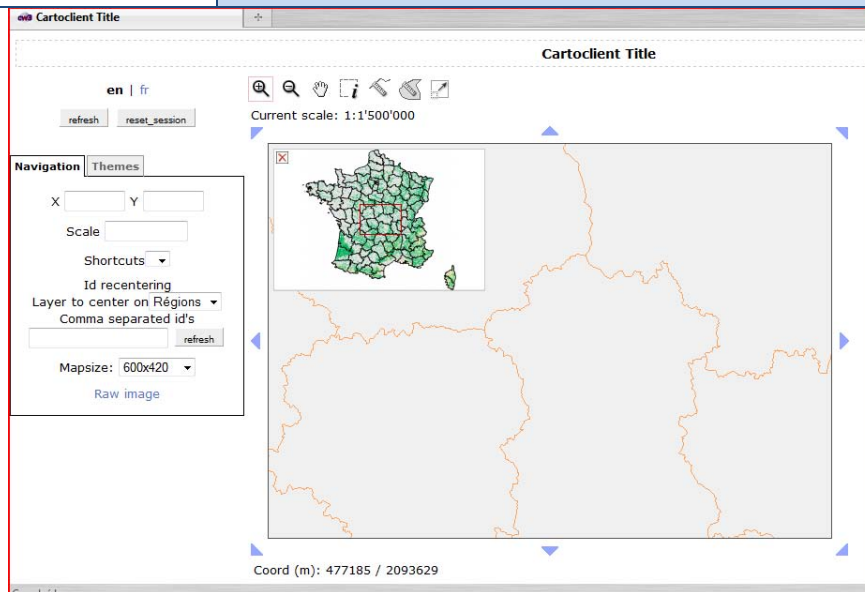 Cartoclient Title
Cartoclient Title
en | fr
refresh reset_session
Current scale: 1:1'500'000
Navigation Themes
X Y
Scale
Shortcuts
Id recentering
Layer to center on Régions
Comma separated id's
refresh
Mapsize: 600x420
Raw image
Coord (m): 477185 / 2093629